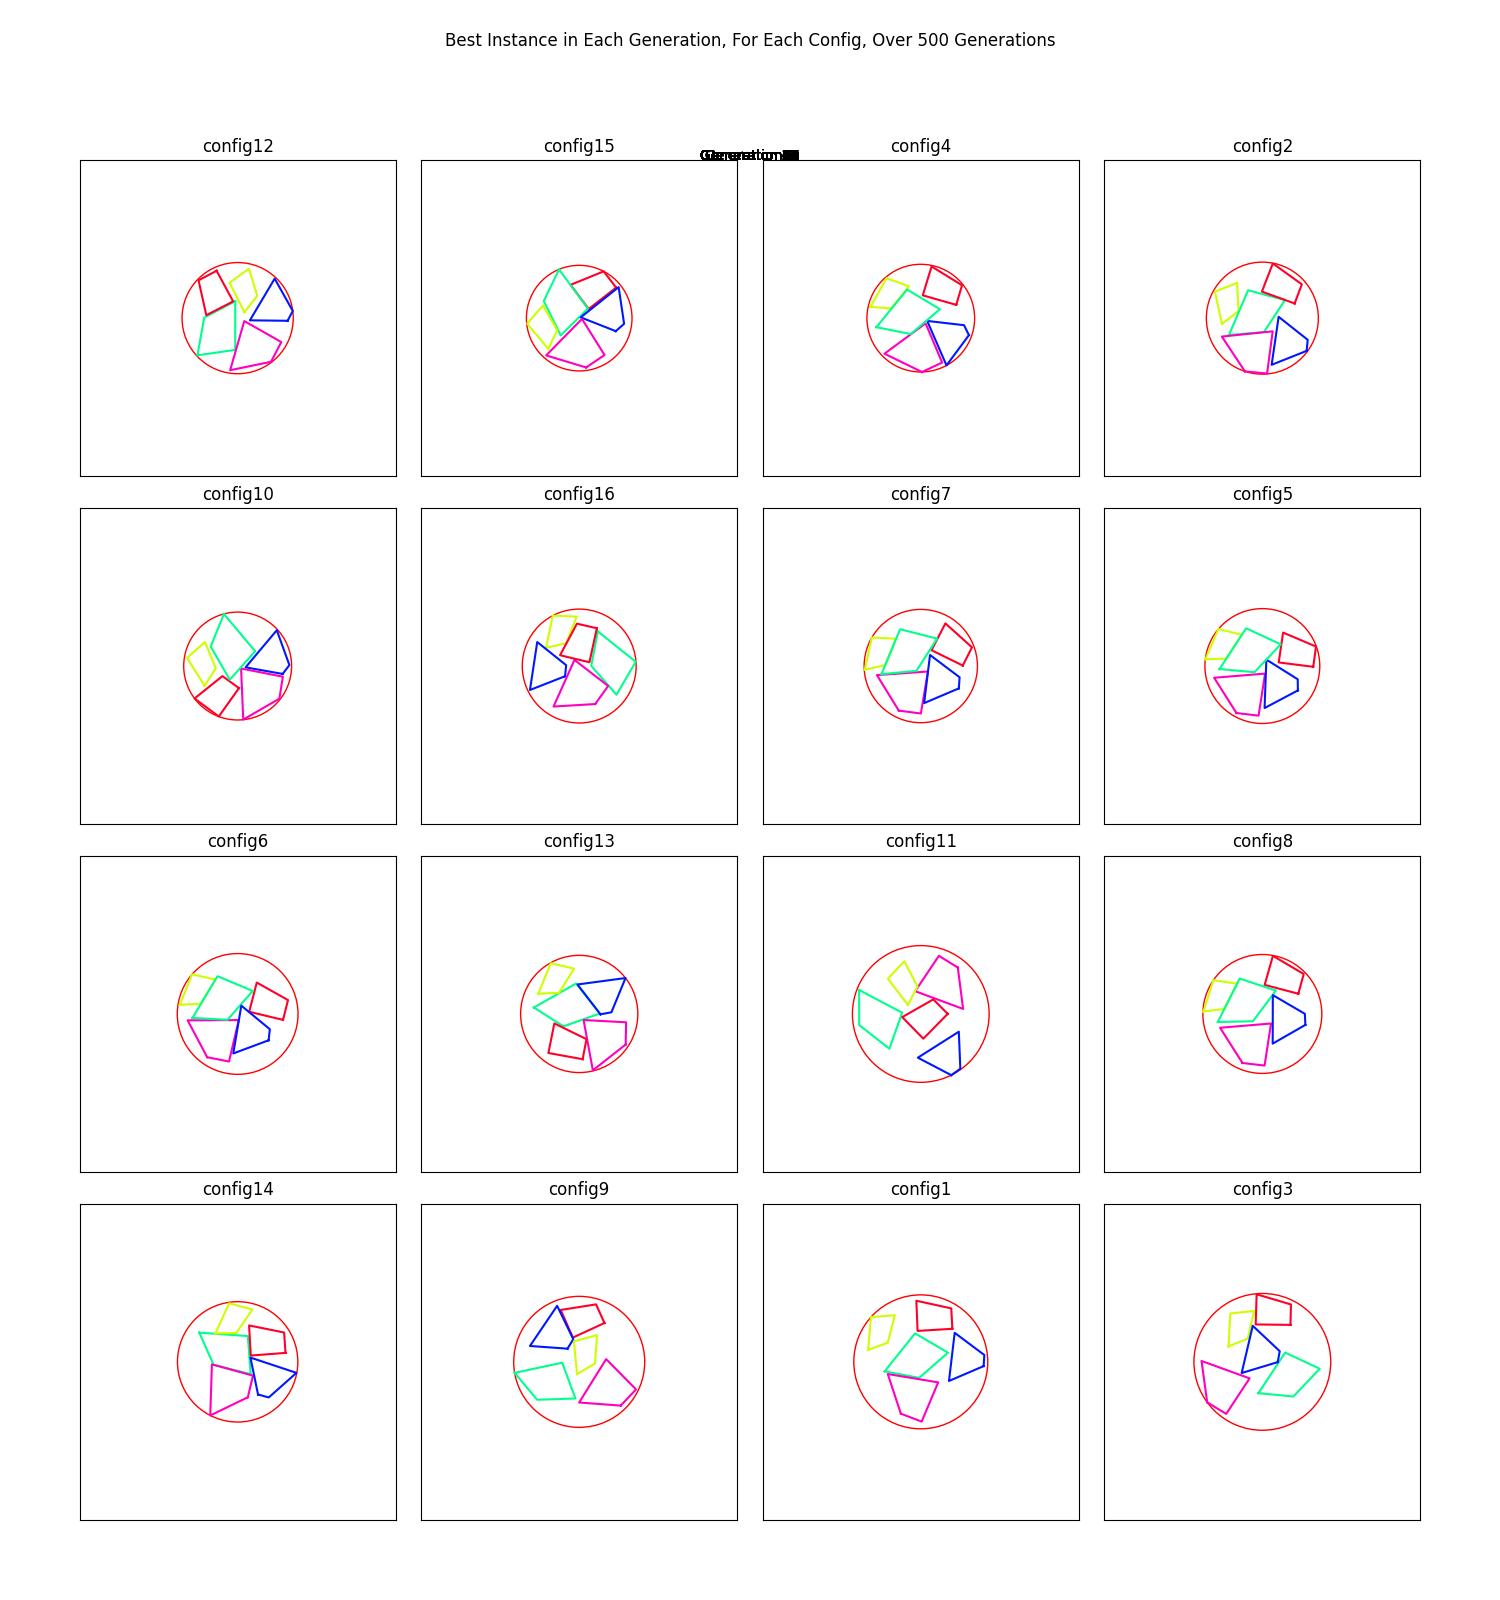 Best Instance in Each Generation, For Each Config, Over 500 Generations
config12
config15
config4
config2
config10
config16
config7
config5
config6
config13
config11
config8
config14
config9
config1
config3